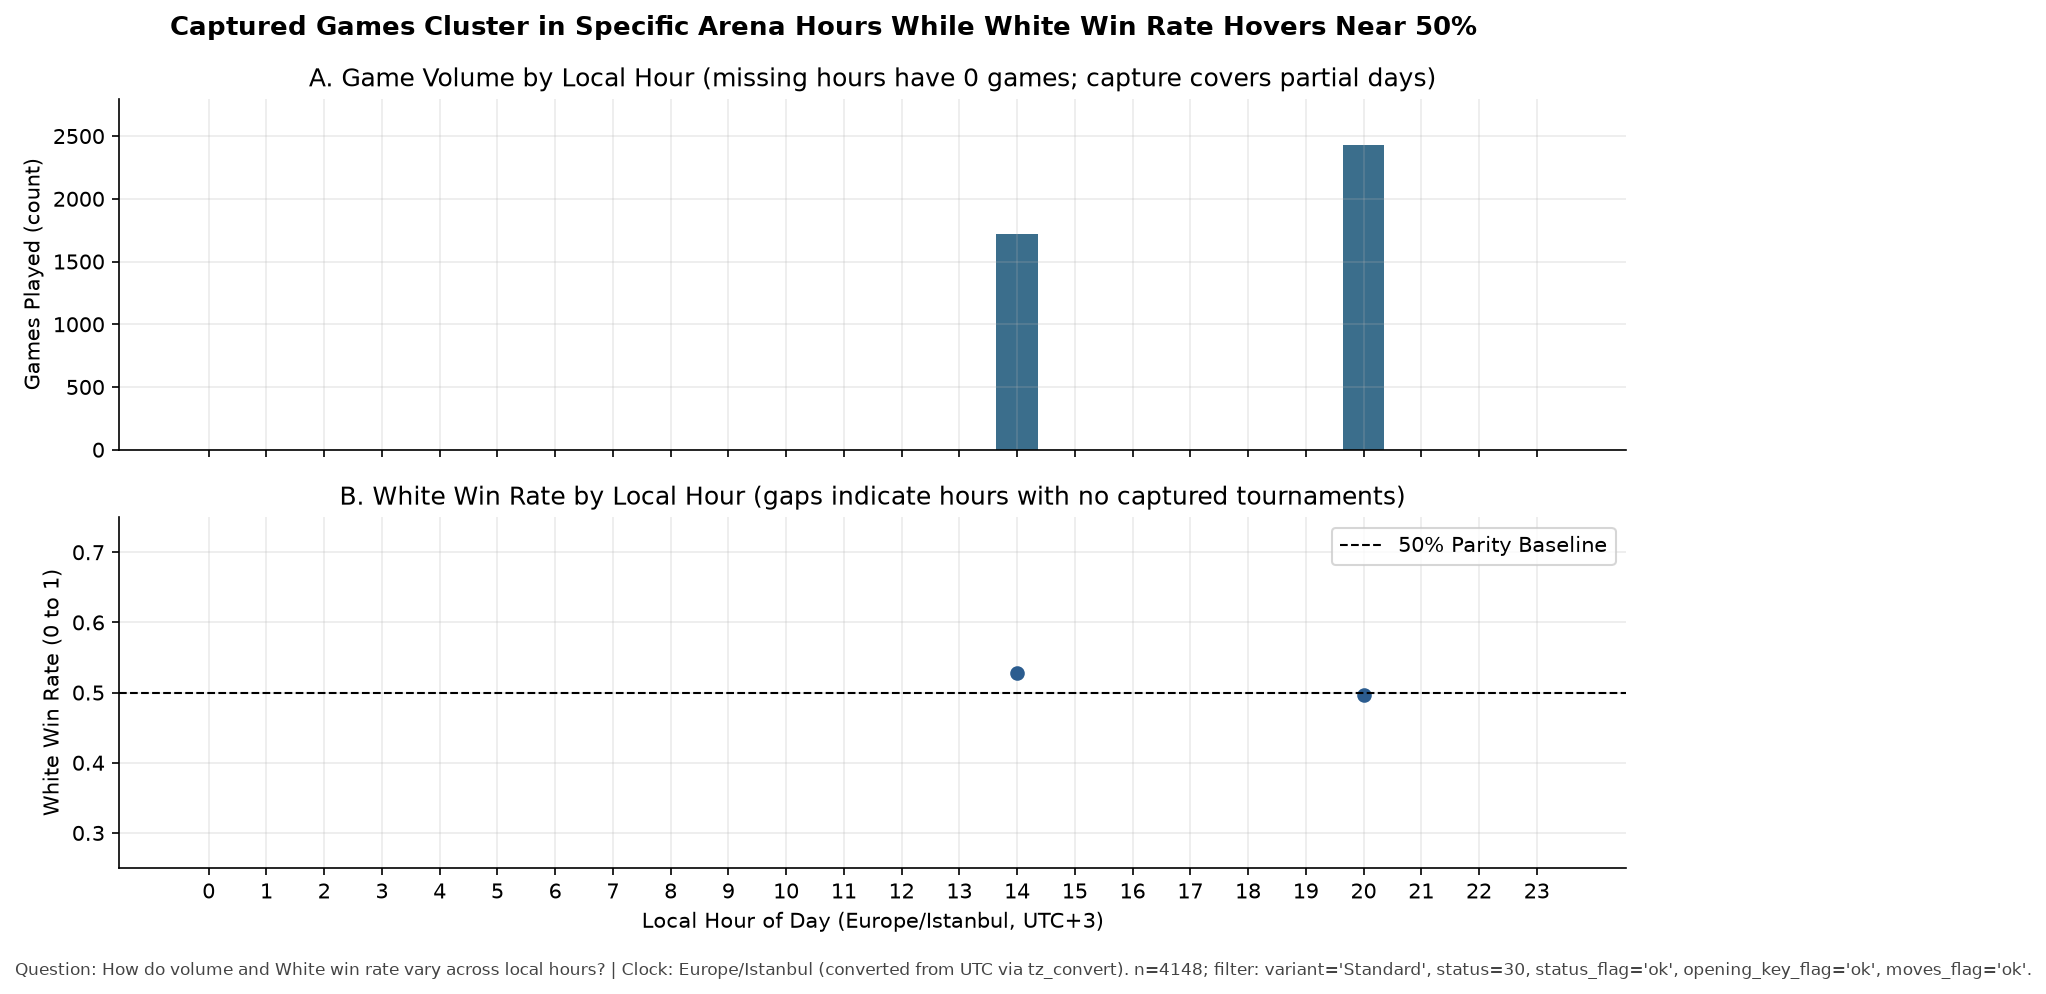 Captured Games Cluster in Specific Arena Hours While White Win Rate Hovers Near 50%
A. Game Volume by Local Hour (missing hours have 0 games; capture covers partial days)
Games Played (count)
2500
2000
1500
1000
500
0
B. White Win Rate by Local Hour (gaps indicate hours with no captured tournaments)
White Win Rate (0 to 1)
0.7
0.6
0.5
0.4
0.3
50% Parity Baseline
0 1 2 3 4 5 6 7 8 9 10 11 12 13 14 15 16 17 18 19 20 21 22 23
Local Hour of Day (Europe/Istanbul, UTC+3)
Question: How do volume and White win rate vary across local hours? | Clock: Europe/Istanbul (converted from UTC via tz_convert). n=4148; filter: variant='Standard', status=30, status_flag='ok', opening_key_flag='ok', moves_flag='ok'.